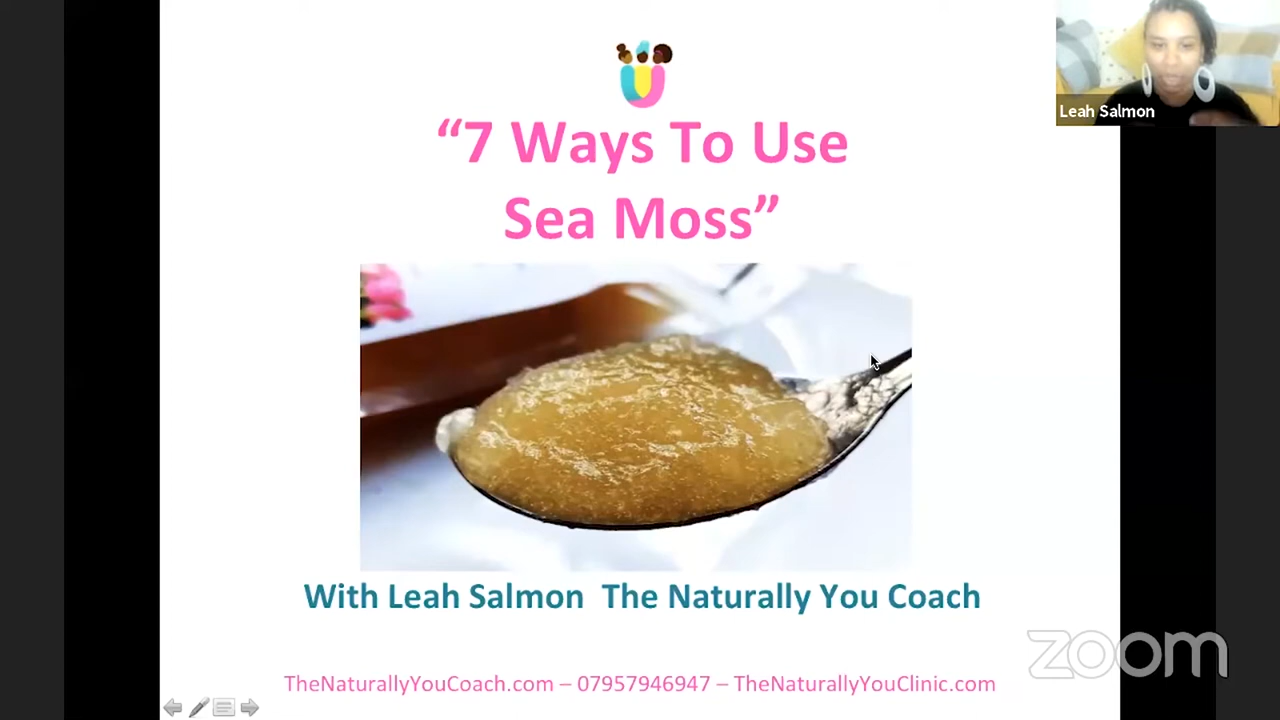 “7 Ways To Use
Sea Moss”
Leah Salmon
With Leah Salmon The Naturally You Coach
zoom
TheNaturallyYouCoach.com – 07957946947 – TheNaturallyYouClinic.com